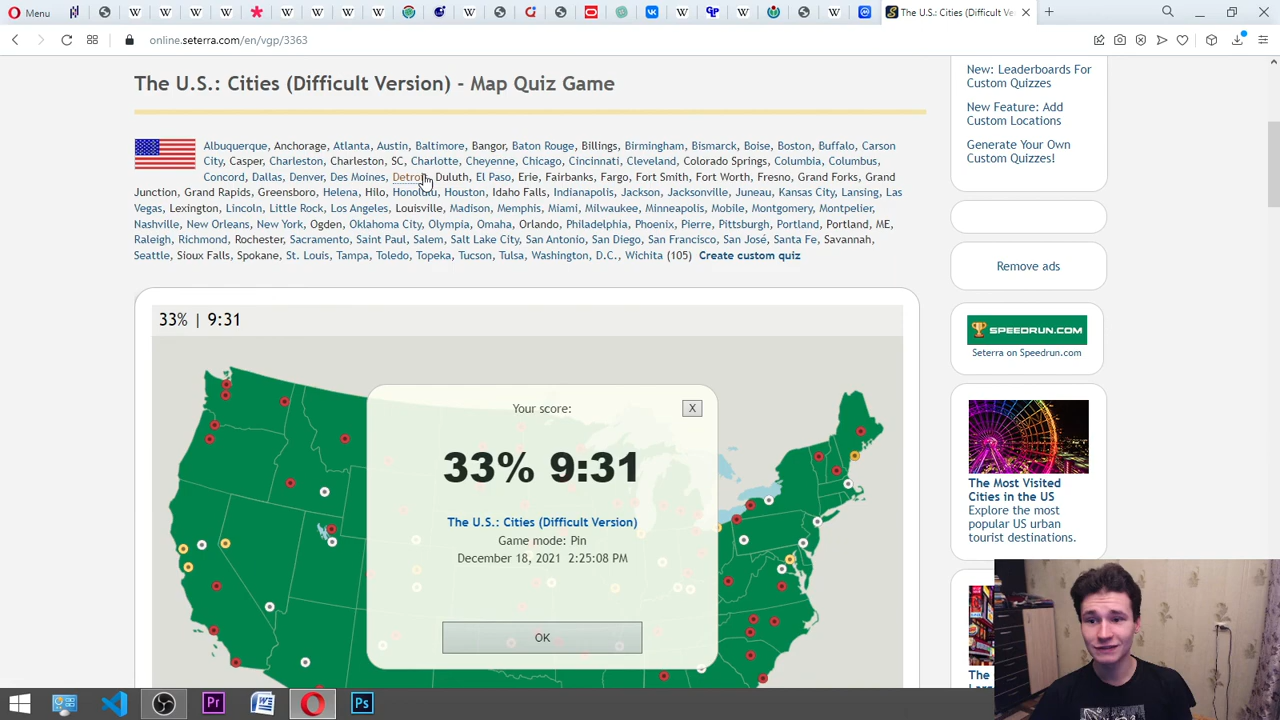 Menu
The U.S.: Cities (Difficult Ve
online.seterra.com/en/vgp/3363
The U.S.: Cities (Difficult Version) - Map Quiz Game
Albuquerque, Anchorage, Atlanta, Austin, Baltimore, Bangor, Baton Rouge, Billings, Birmingham, Bismarck, Boise, Boston, Buffalo, Carson
City, Casper, Charleston, Charleston, SC, Charlotte, Cheyenne, Chicago, Cincinnati, Cleveland, Colorado Springs, Columbia, Columbus,
Concord, Dallas, Denver, Des Moines, Detroit, Duluth, El Paso, Erie, Fairbanks, Fargo, Fort Smith, Fort Worth, Fresno, Grand Forks, Grand
Junction, Grand Rapids, Greensboro, Helena, Hilo, Honolulu, Houston, Idaho Falls, Indianapolis, Jackson, Jacksonville, Juneau, Kansas City, Lansing, Las
Vegas, Lexington, Lincoln, Little Rock, Los Angeles, Louisville, Madison, Memphis, Miami, Milwaukee, Minneapolis, Mobile, Montgomery, Montpelier,
Nashville, New Orleans, New York, Ogden, Oklahoma City, Olympia, Omaha, Orlando, Philadelphia, Phoenix, Pierre, Pittsburgh, Portland, Portland, ME,
Raleigh, Richmond, Rochester, Sacramento, Saint Paul, Salem, Salt Lake City, San Antonio, San Diego, San Francisco, San José, Santa Fe, Savannah,
Seattle, Sioux Falls, Spokane, St. Louis, Tampa, Toledo, Topeka, Tucson, Tulsa, Washington, D.C., Wichita (105) Create custom quiz
33% | 9:31
Your score:
X
33% 9:31
The U.S.: Cities (Difficult Version)
Game mode: Pin
December 18, 2021 2:25:08 PM
OK
New: Leaderboards For
Custom Quizzes
New Feature: Add
Custom Locations
Generate Your Own
Custom Quizzes!
Remove ads
SPEEDRUN.COM
Seterra on Speedrun.com
The Most Visited
Cities in the US
Explore the most
popular US urban
tourist destinations.
The
Pr
Ps